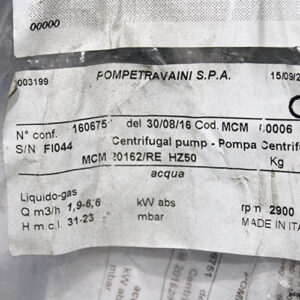 00000
0003199 POMPETRAVAINI S.P.A. 15/09/2
N° conf. 160675 del 30/08/16 Cod. MCM 0006
S/N FI044 Centrifugal pump - Pompa Centrif
MCM 20162/RE HZ50 Kg
acqua
Liquido-gas
Q m3/h 1,9-6,6 kW abs rpm 2900
H m.c.l. 31-23 mbar MADE IN IT